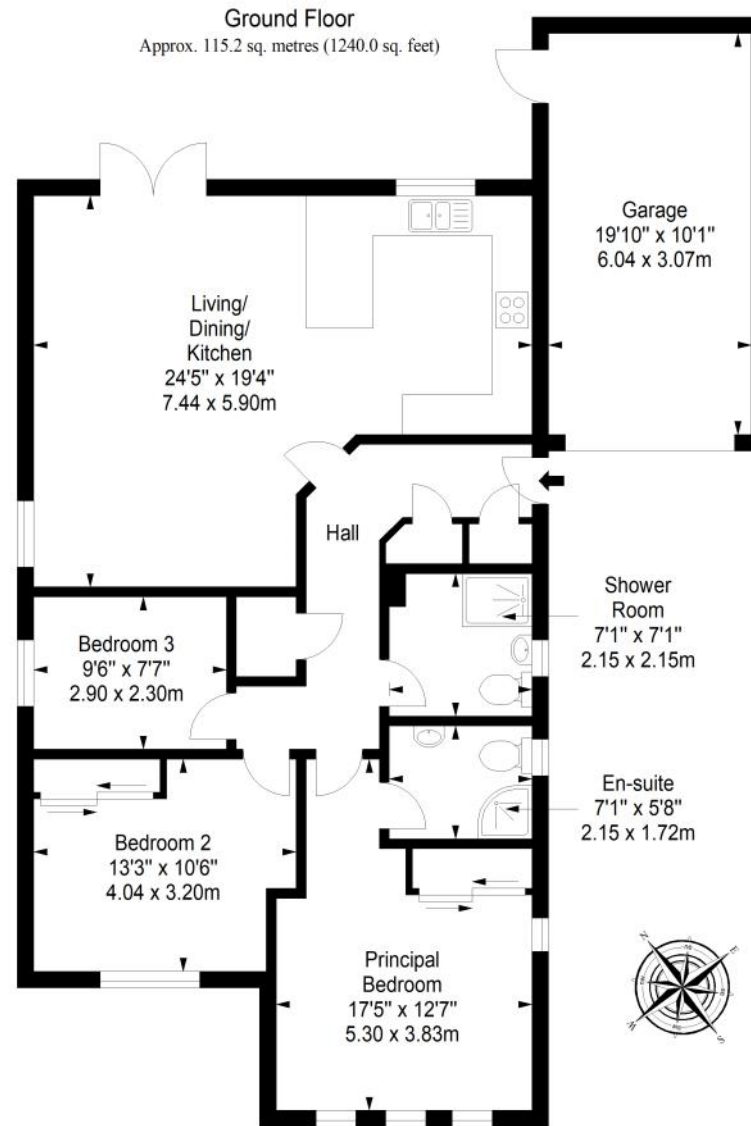 Ground Floor
Approx. 115.2 sq. metres (1240.0 sq. feet)
Garage
19'10" x 10'1"
6.04 x 3.07m
Living/
Dining/
Kitchen
24'5" x 19'4"
7.44 x 5.90m
Hall
Shower
Room
7'1" x 7'1"
2.15 x 2.15m
Bedroom 3
9'6" x 7'7"
2.90 x 2.30m
En-suite
7'1" x 5'8"
2.15 x 1.72m
Bedroom 2
13'3" x 10'6"
4.04 x 3.20m
Principal
Bedroom
17'5" x 12'7"
5.30 x 3.83m
N
E
W
S